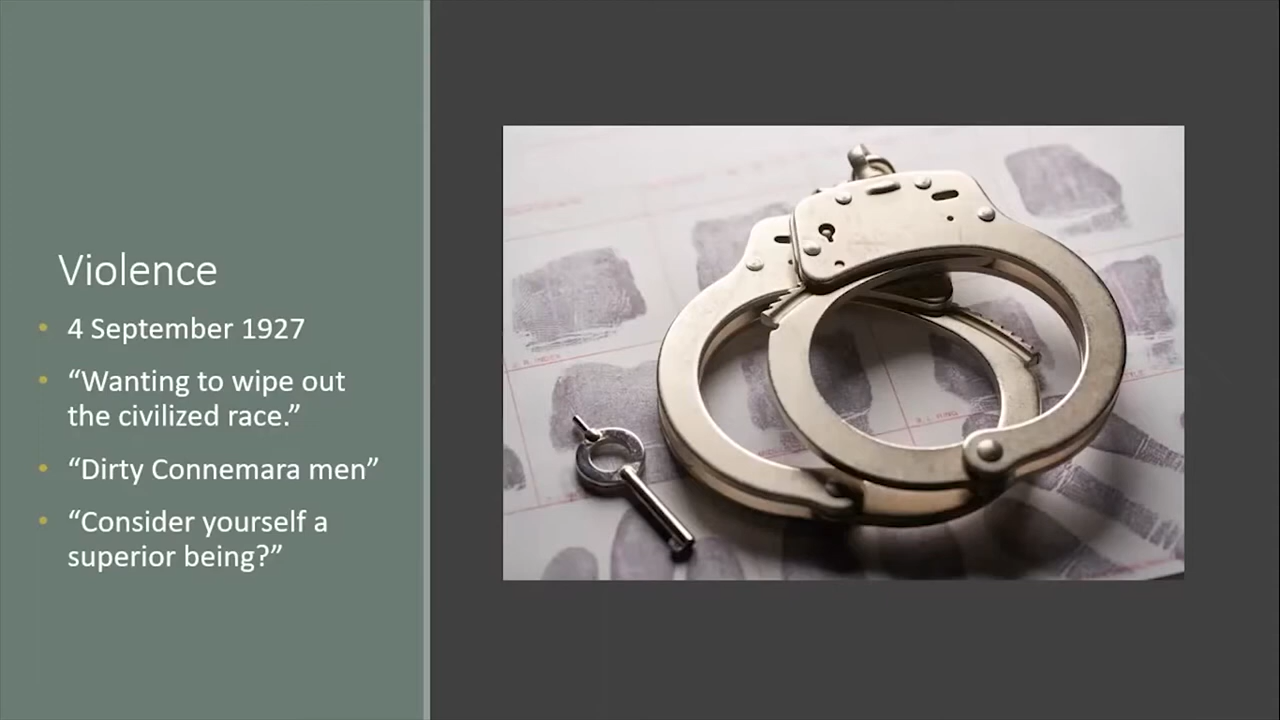 Violence
• 4 September 1927
• “Wanting to wipe out
the civilized race.”
• “Dirty Connemara men”
• “Consider yourself a
superior being?”